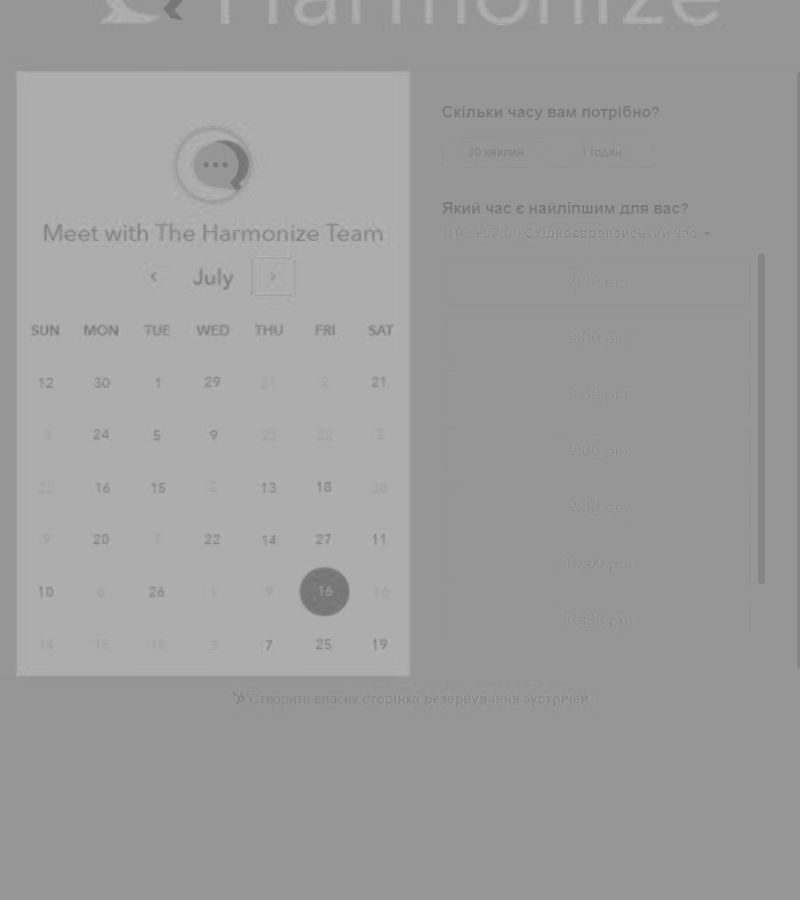 Harmonize
Meet with The Harmonize Team
July
SUN MON TUE WED THU FRI SAT
12 30 1 29 21 2 21
3 24 5 9 22 22 2
22 16 15 2 13 18 28
9 20 7 22 14 27 11
10 6 26 1 9 16 10
14 15 15 3 7 25 19
Скільки часу вам потрібно?
30 хвилин 1 годин
Який час є найліпшим для вас?
UTC +03:00 Східноєвропейський час
7:30 pm
8:00 pm
8:30 pm
9:00 pm
9:30 pm
10:00 pm
10:30 pm
Створити власну сторінка резервування зустрічей